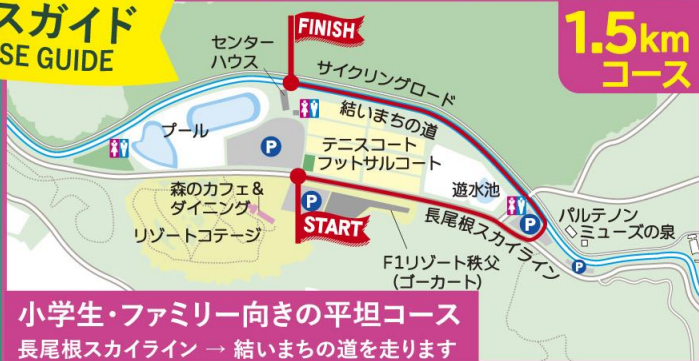 スガイド
SE GUIDE
1.5km
コース
FINISH
センター
ハウス
サイクリングロード
結いまちの道
プール
P
テニスコート
フットサルコート
森のカフェ&
ダイニング
P
START
遊水池
P
パルテノン
ミューズの泉
リゾートコテージ
長尾根スカイライン
P
F1リゾート秩父
(ゴーカート)
小学生・ファミリー向きの平坦コース
長尾根スカイライン → 結いまちの道を走ります